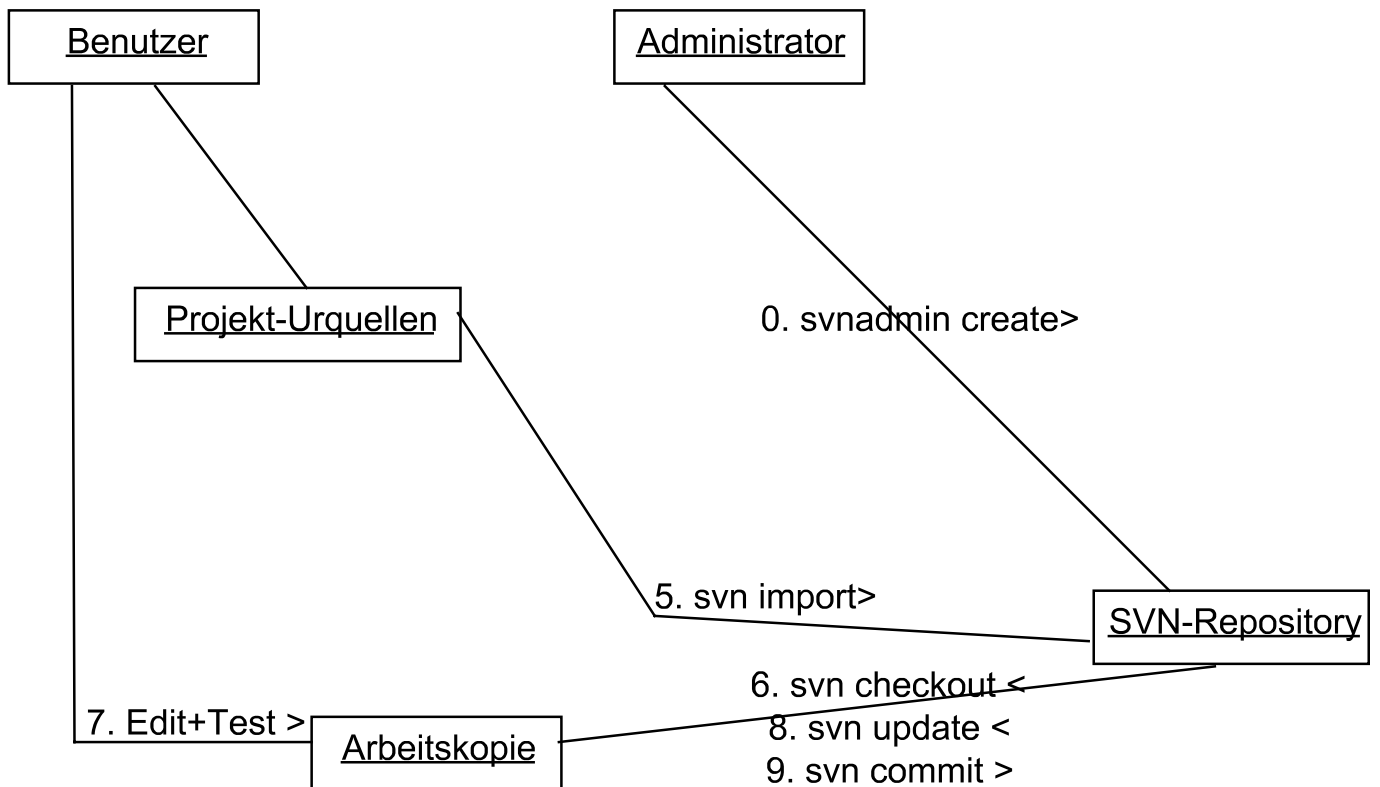 Benutzer
Administrator
Projekt-Urquellen
0. svnadmin create>
5. svn import>
SVN-Repository
6. svn checkout <
7. Edit+Test >
8. svn update <
Arbeitskopie
9. svn commit >